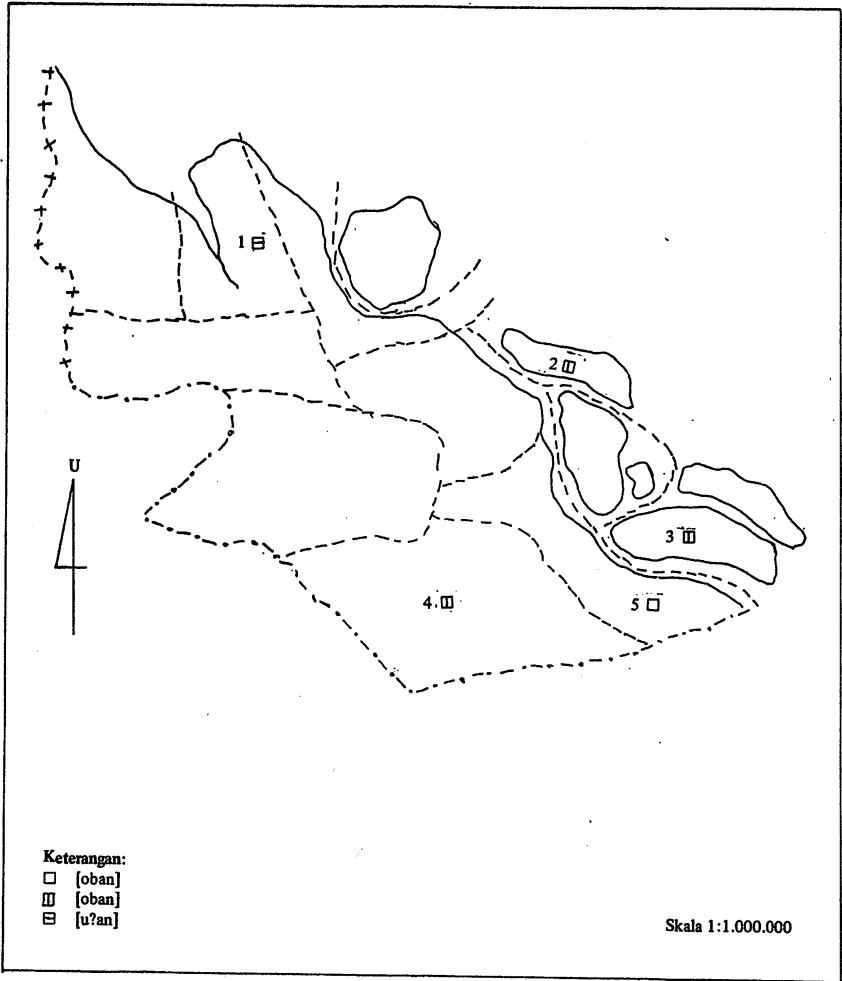 1
2
U
3
4.
5
Keterangan:
[oban]
[oban]
[u?an]
Skala 1:1.000.000